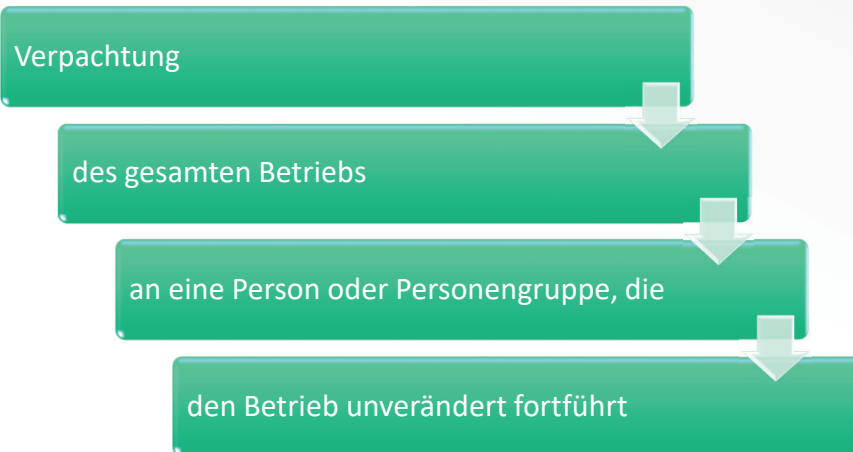 Verpachtung
des gesamten Betriebs
an eine Person oder Personengruppe, die
den Betrieb unverändert fortführt